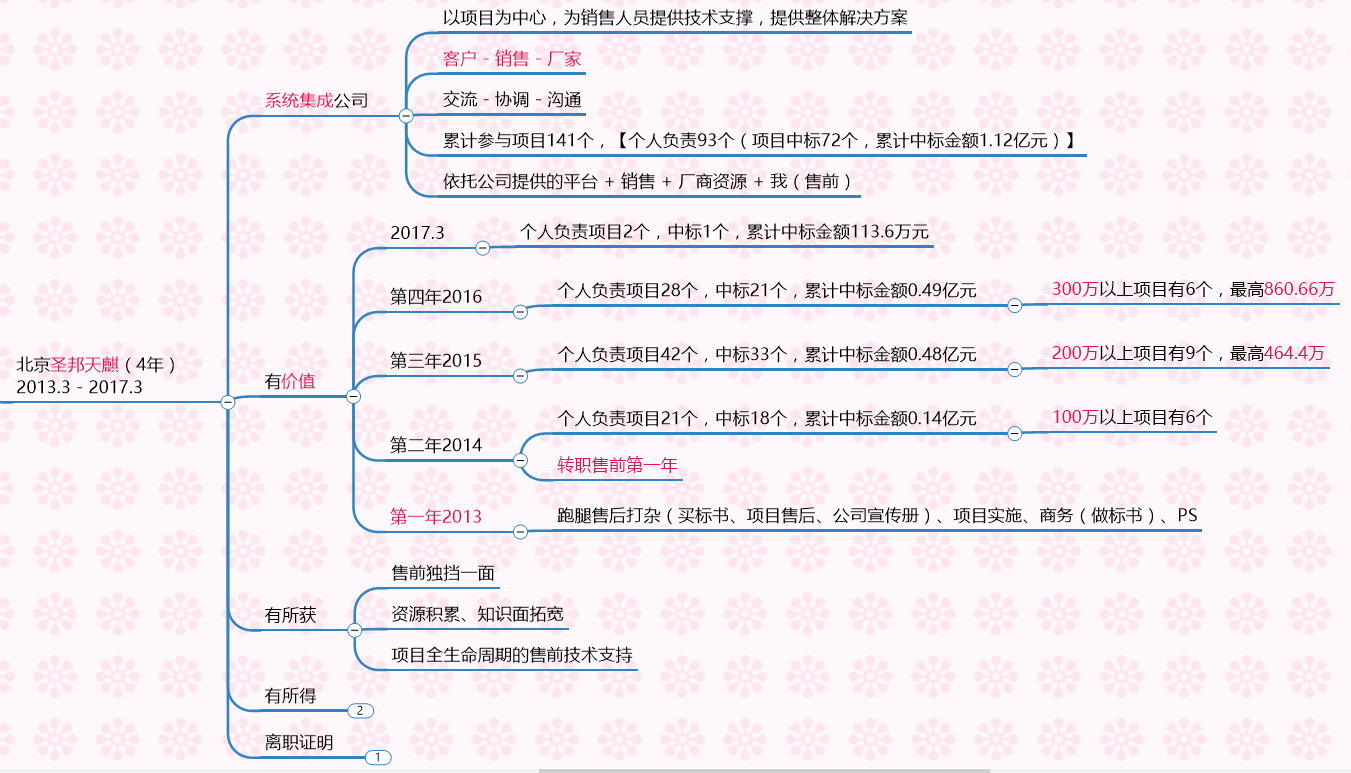 北京圣邦天麒（4年）
2013.3 - 2017.3
系统集成公司
以项目为中心，为销售人员提供技术支撑，提供整体解决方案
客户 - 销售 - 厂家
交流 - 协调 - 沟通
累计参与项目141个，【个人负责93个（项目中标72个，累计中标金额1.12亿元）】
依托公司提供的平台 + 销售 + 厂商资源 + 我（售前）
有价值
2017.3
个人负责项目2个，中标1个，累计中标金额113.6万元
第四年2016
个人负责项目28个，中标21个，累计中标金额0.49亿元
300万以上项目有6个，最高860.66万
第三年2015
个人负责项目42个，中标33个，累计中标金额0.48亿元
200万以上项目有9个，最高464.4万
第二年2014
个人负责项目21个，中标18个，累计中标金额0.14亿元
100万以上项目有6个
转职售前第一年
第一年2013
跑腿售后打杂（买标书、项目售后、公司宣传册）、项目实施、商务（做标书）、PS
有所获
售前独挡一面
资源积累、知识面拓宽
项目全生命周期的售前技术支持
有所得
2
离职证明
1